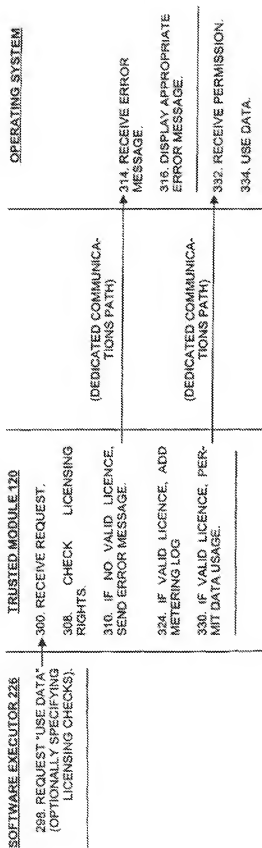 SOFTWARE EXECUTOR 226
298. REQUEST "USE DATA"
(OPTIONALLY SPECIFYING
LICENSING CHECKS).
TRUSTED MODULE 120
300. RECEIVE REQUEST.
308. CHECK LICENSING
RIGHTS.
310. IF NO VALID LICENCE,
SEND ERROR MESSAGE.
324. IF VALID LICENCE, ADD
METERING LOG
330. IF VALID LICENCE, PER-
MIT DATA USAGE.
(DEDICATED COMMUNICA-
TIONS PATH)
(DEDICATED COMMUNICA-
TIONS PATH)
OPERATING SYSTEM
314. RECEIVE ERROR
MESSAGE.
316. DISPLAY APPROPRIATE
ERROR MESSAGE.
332. RECEIVE PERMISSION.
334. USE DATA.